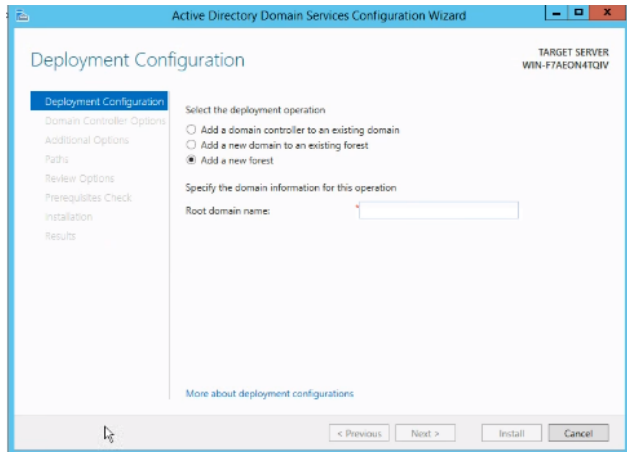 Active Directory Domain Services Configuration Wizard
Deployment Configuration
TARGET SERVER
WIN-F7AEON4TQIV
Deployment Configuration
Domain Controller Options
Additional Options
Paths
Review Options
Prerequisites Check
Installation
Results
Select the deployment operation
Add a domain controller to an existing domain
Add a new domain to an existing forest
Add a new forest
Specify the domain information for this operation
Root domain name: *
More about deployment configurations
< Previous
Next >
Install
Cancel